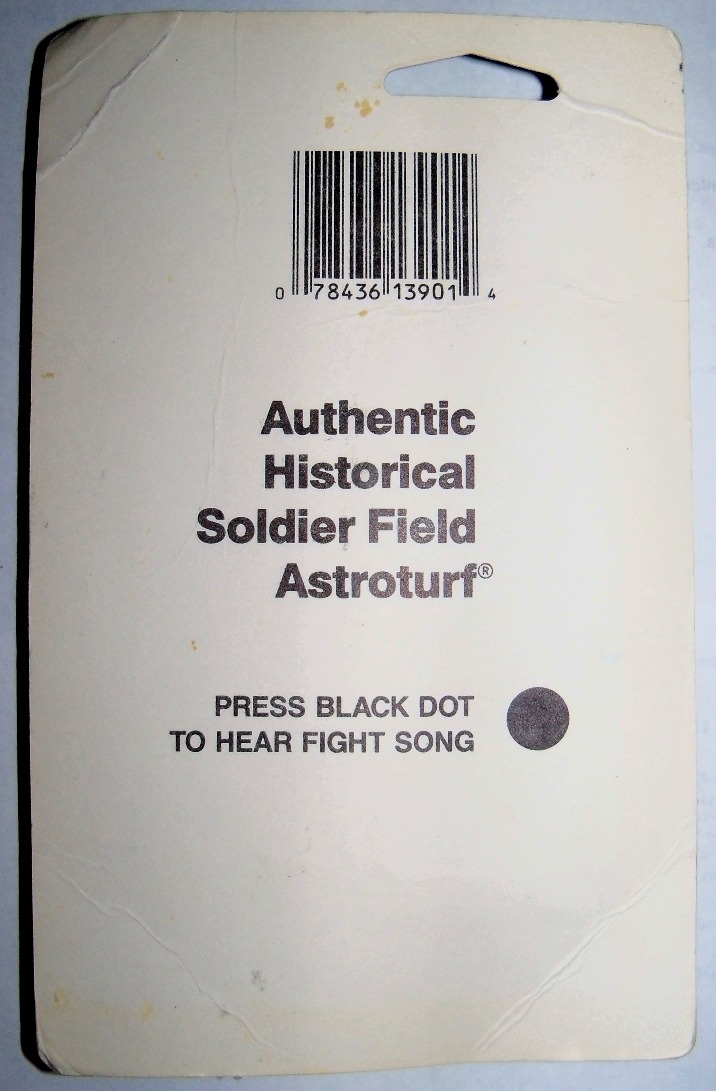 0 78436 13901 4
Authentic
Historical
Soldier Field
Astroturf®
PRESS BLACK DOT
TO HEAR FIGHT SONG